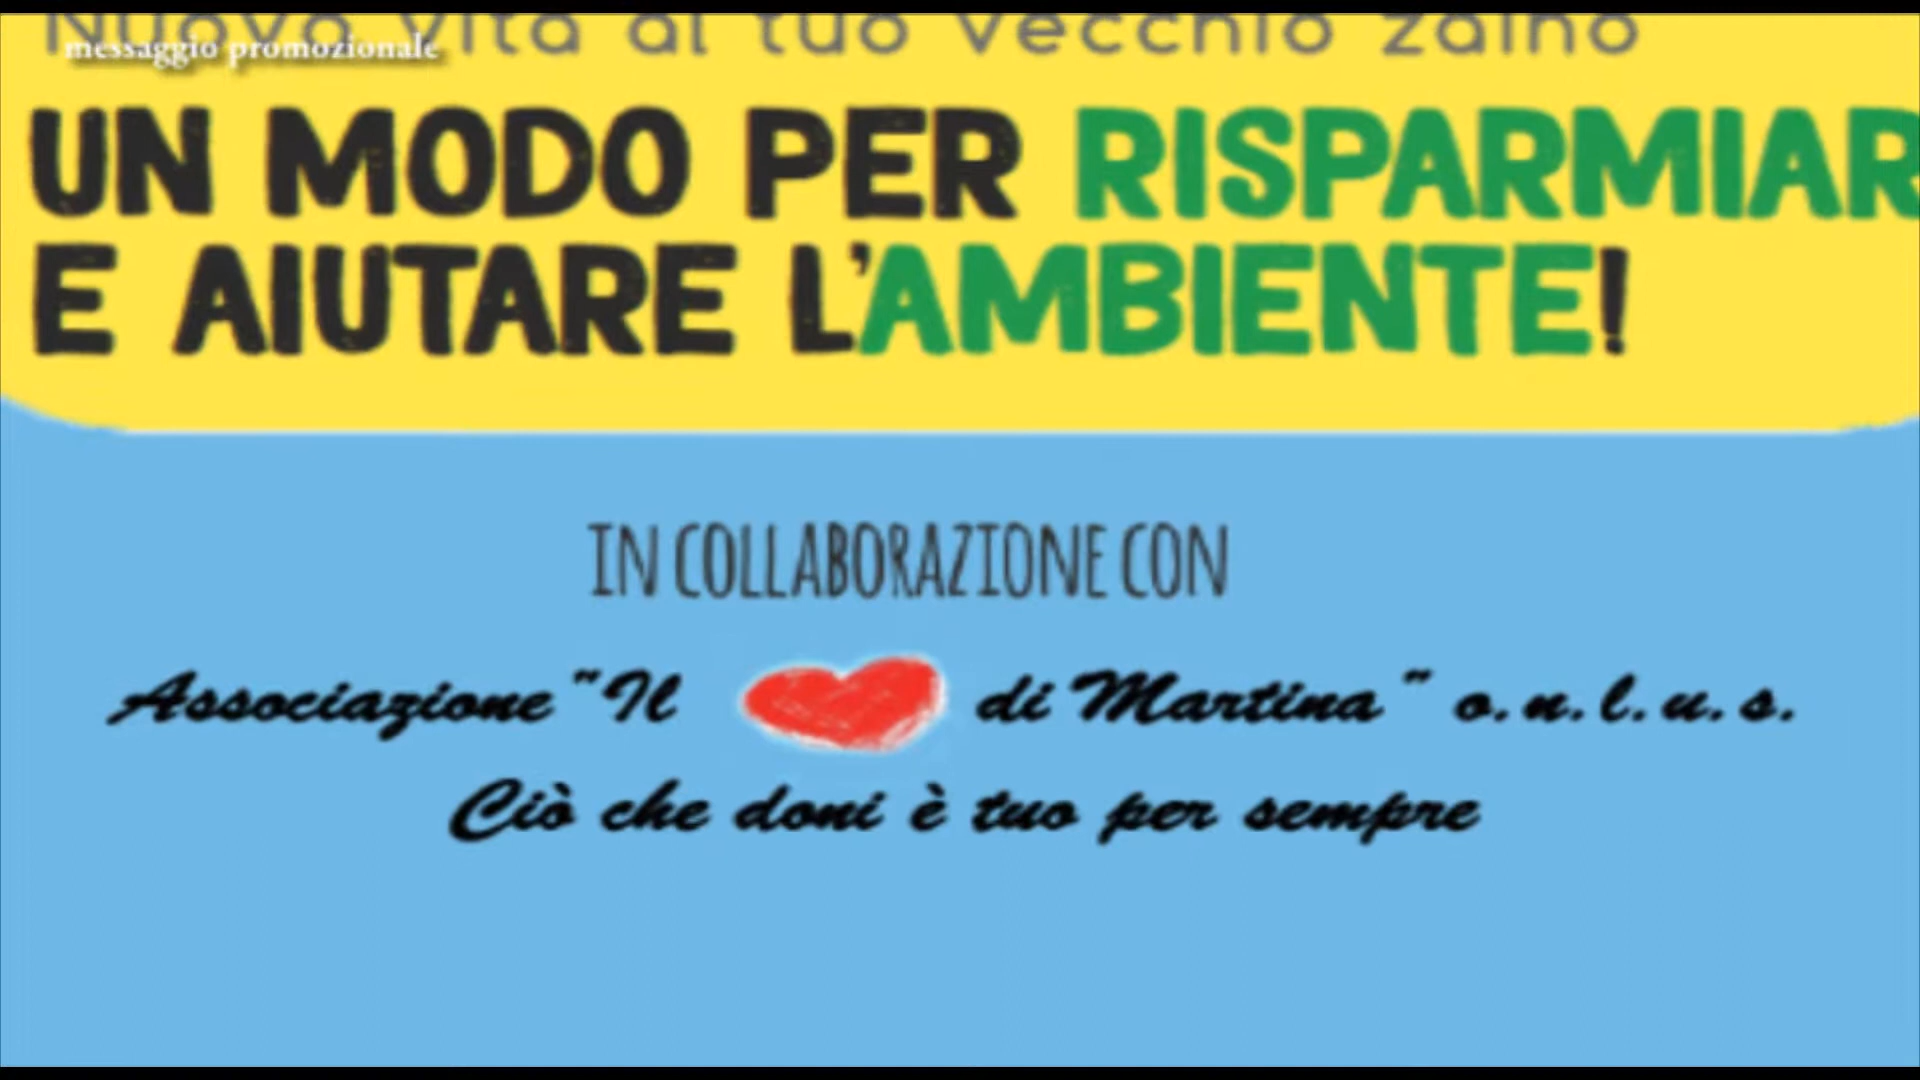 Nuova vita al tuo vecchio zaino
messaggio promozionale
UN MODO PER RISPARMIAR
E AIUTARE L'AMBIENTE!
IN COLLABORAZIONE CON
Associazione "Il di Martina" o.n.l.u.s.
Ciò che doni è tuo per sempre